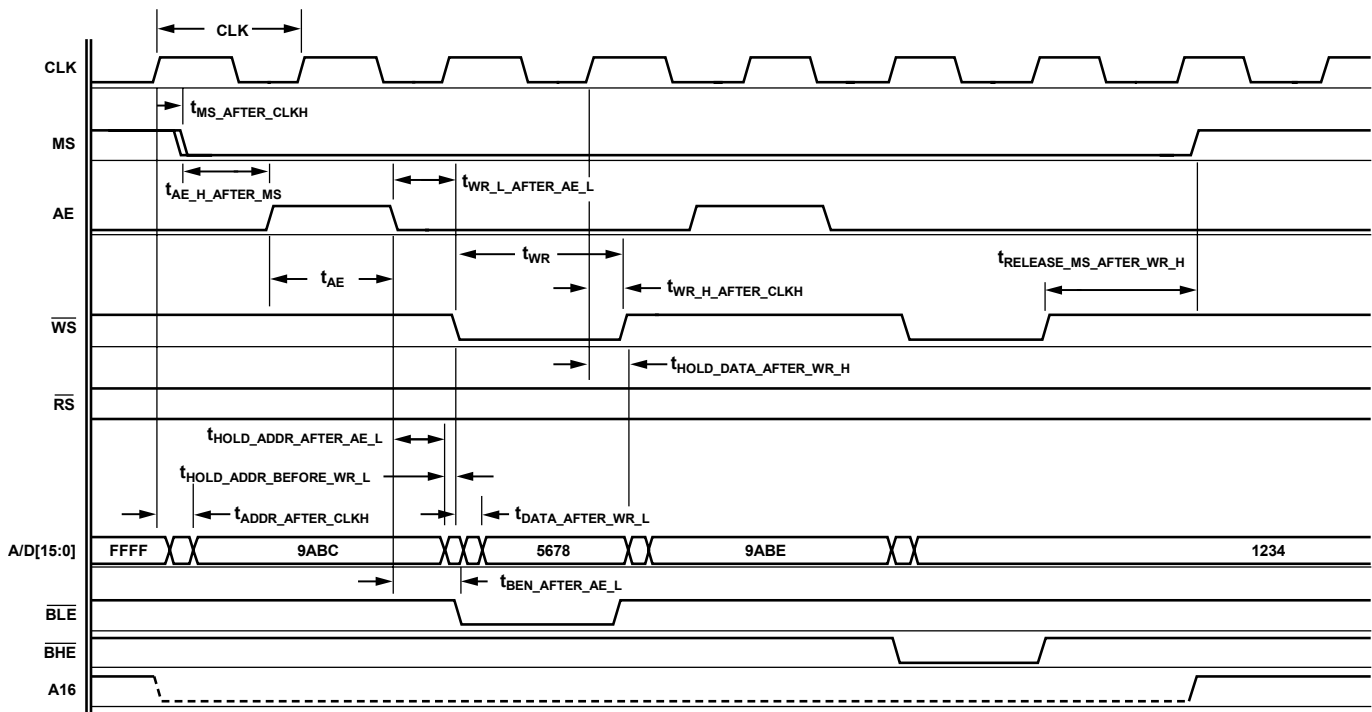 CLK
CLK
tMS_AFTER_CLKH
MS
tAE_H_AFTER_MS
tWR_L_AFTER_AE_L
AE
tAE
tWR
tRELEASE_MS_AFTER_WR_H
tWR_H_AFTER_CLKH
WS
tHOLD_DATA_AFTER_WR_H
RS
tHOLD_ADDR_AFTER_AE_L
tHOLD_ADDR_BEFORE_WR_L
tADDR_AFTER_CLKH
tDATA_AFTER_WR_L
A/D[15:0] FFFF 9ABC 5678 9ABE 1234
tBEN_AFTER_AE_L
BLE
BHE
A16